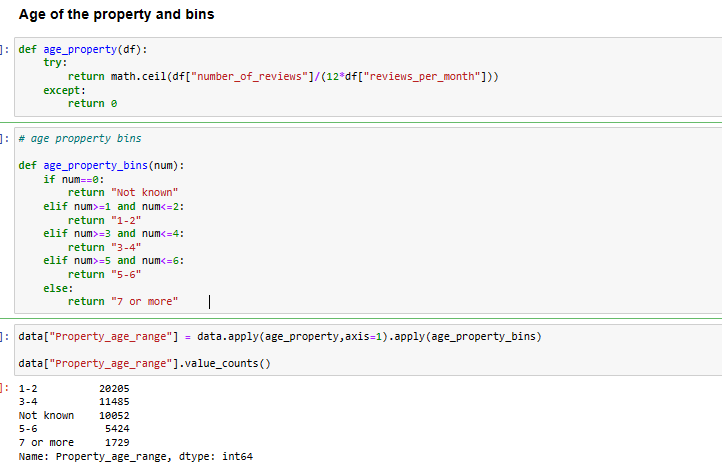 Age of the property and bins
]: def age_property(df):
    try:
        return math.ceil(df["number_of_reviews"]/(12*df["reviews_per_month"]))
    except:
        return 0
]: # age propperty bins
def age_property_bins(num):
    if num==0:
        return "Not known"
    elif num>=1 and num<=2:
        return "1-2"
    elif num>=3 and num<=4:
        return "3-4"
    elif num>=5 and num<=6:
        return "5-6"
    else:
        return "7 or more"
]: data["Property_age_range"] = data.apply(age_property,axis=1).apply(age_property_bins)
data["Property_age_range"].value_counts()
]: 1-2          20205
3-4          11485
Not known    10052
5-6           5424
7 or more     1729
Name: Property_age_range, dtype: int64